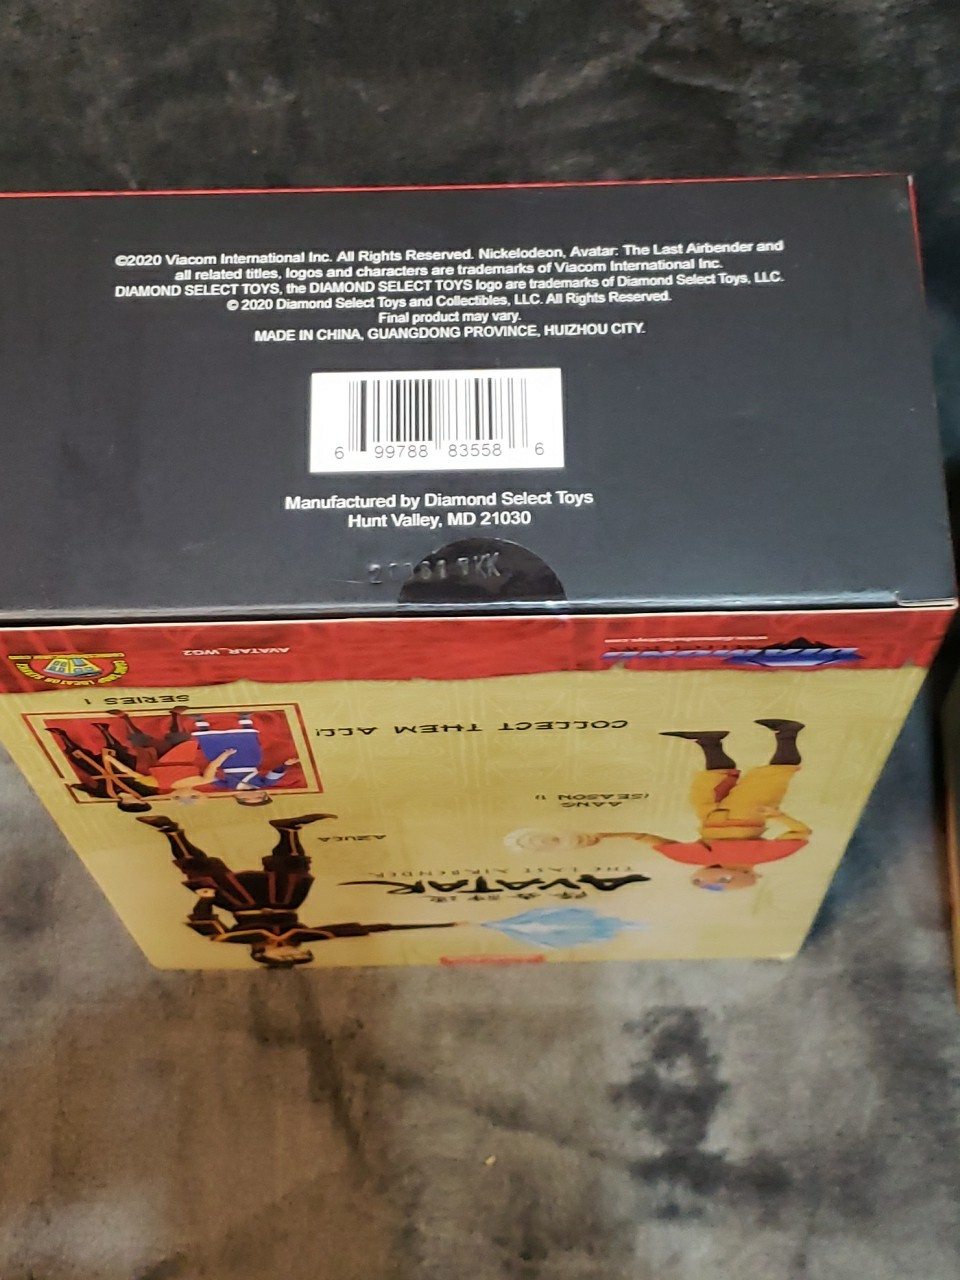 ©2020 Viacom International Inc. All Rights Reserved. Nickelodeon, Avatar: The Last Airbender and
all related titles, logos and characters are trademarks of Viacom International Inc.
DIAMOND SELECT TOYS, the DIAMOND SELECT TOYS logo are trademarks of Diamond Select Toys, LLC.
© 2020 Diamond Select Toys and Collectibles, LLC. All Rights Reserved.
Final product may vary.
MADE IN CHINA, GUANGDONG PROVINCE, HUIZHOU CITY.
6 99788 83558 6
Manufactured by Diamond Select Toys
Hunt Valley, MD 21030
AVATAR WG2
SERIES 1
COLLECT THEM ALL!
AANG
(SEASON 1)
AZULA
THE LAST AIRBENDER
AVATAR